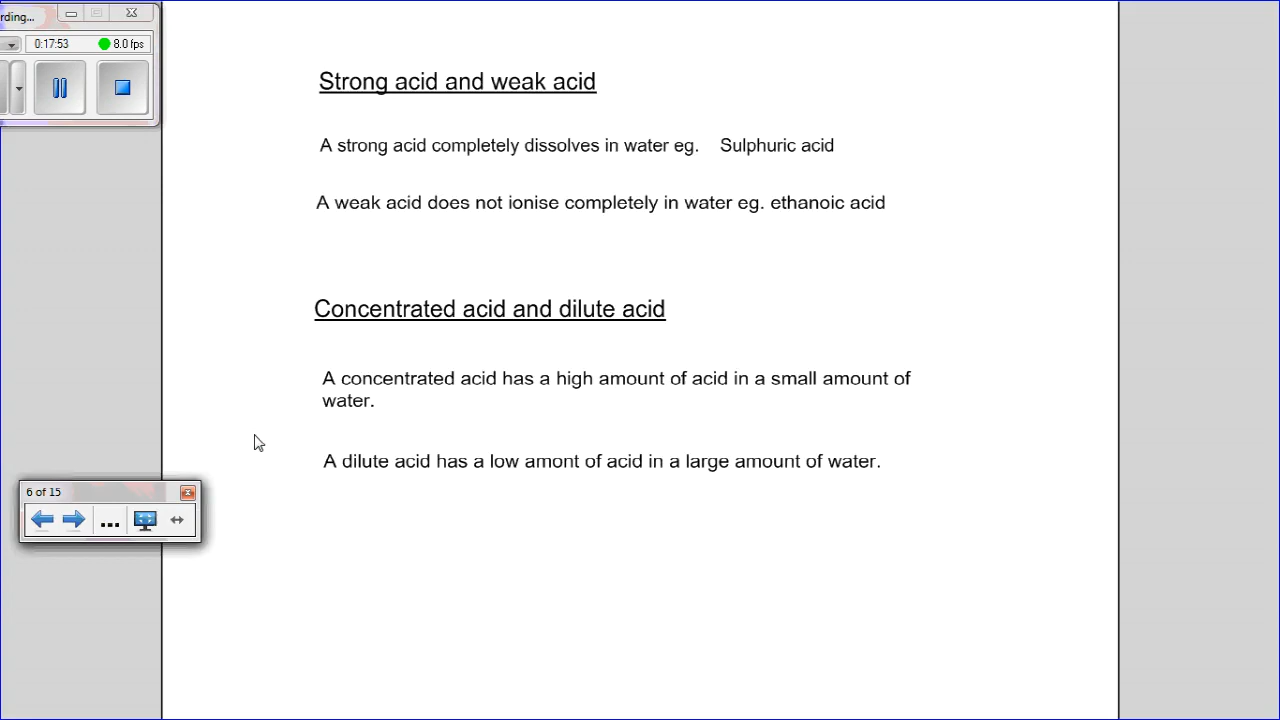 rding...
0:17:53 8.0 fps
Strong acid and weak acid
A strong acid completely dissolves in water eg. Sulphuric acid
A weak acid does not ionise completely in water eg. ethanoic acid
Concentrated acid and dilute acid
A concentrated acid has a high amount of acid in a small amount of
water.
A dilute acid has a low amont of acid in a large amount of water.
6 of 15
...